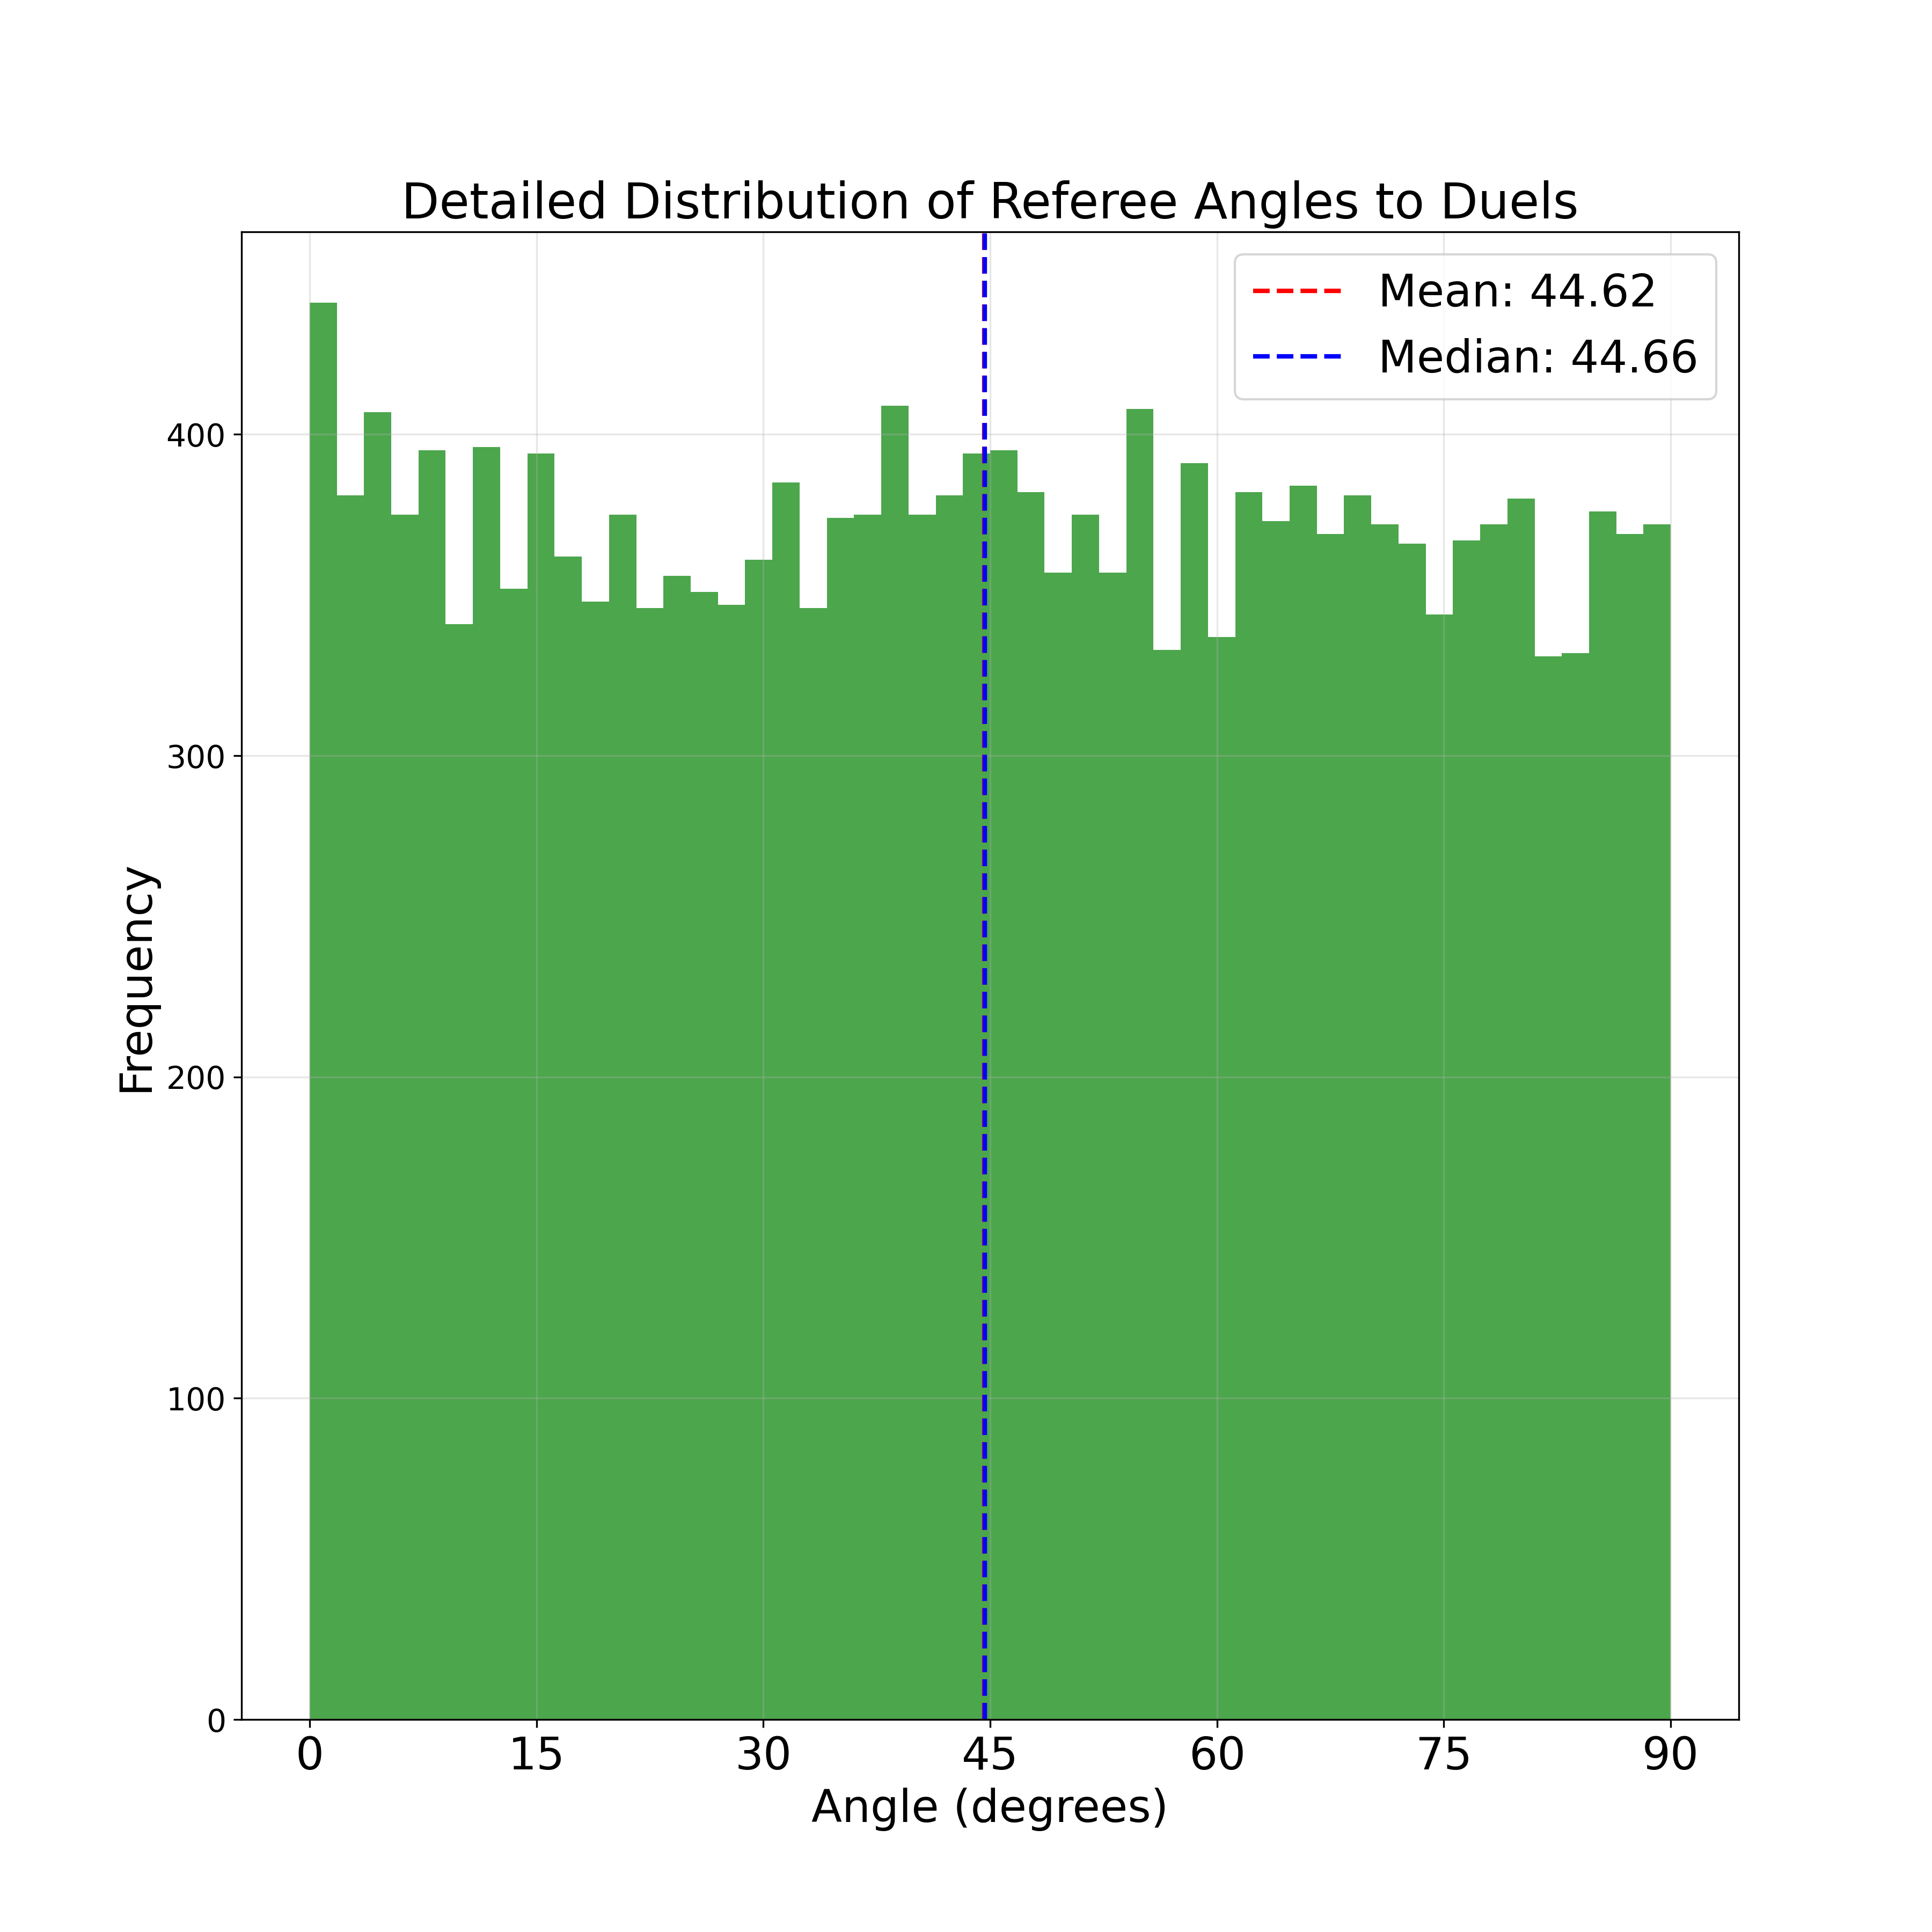 Detailed Distribution of Referee Angles to Duels
Mean: 44.62
Median: 44.66
400
300
200
100
0
Frequency
0 15 30 45 60 75 90
Angle (degrees)